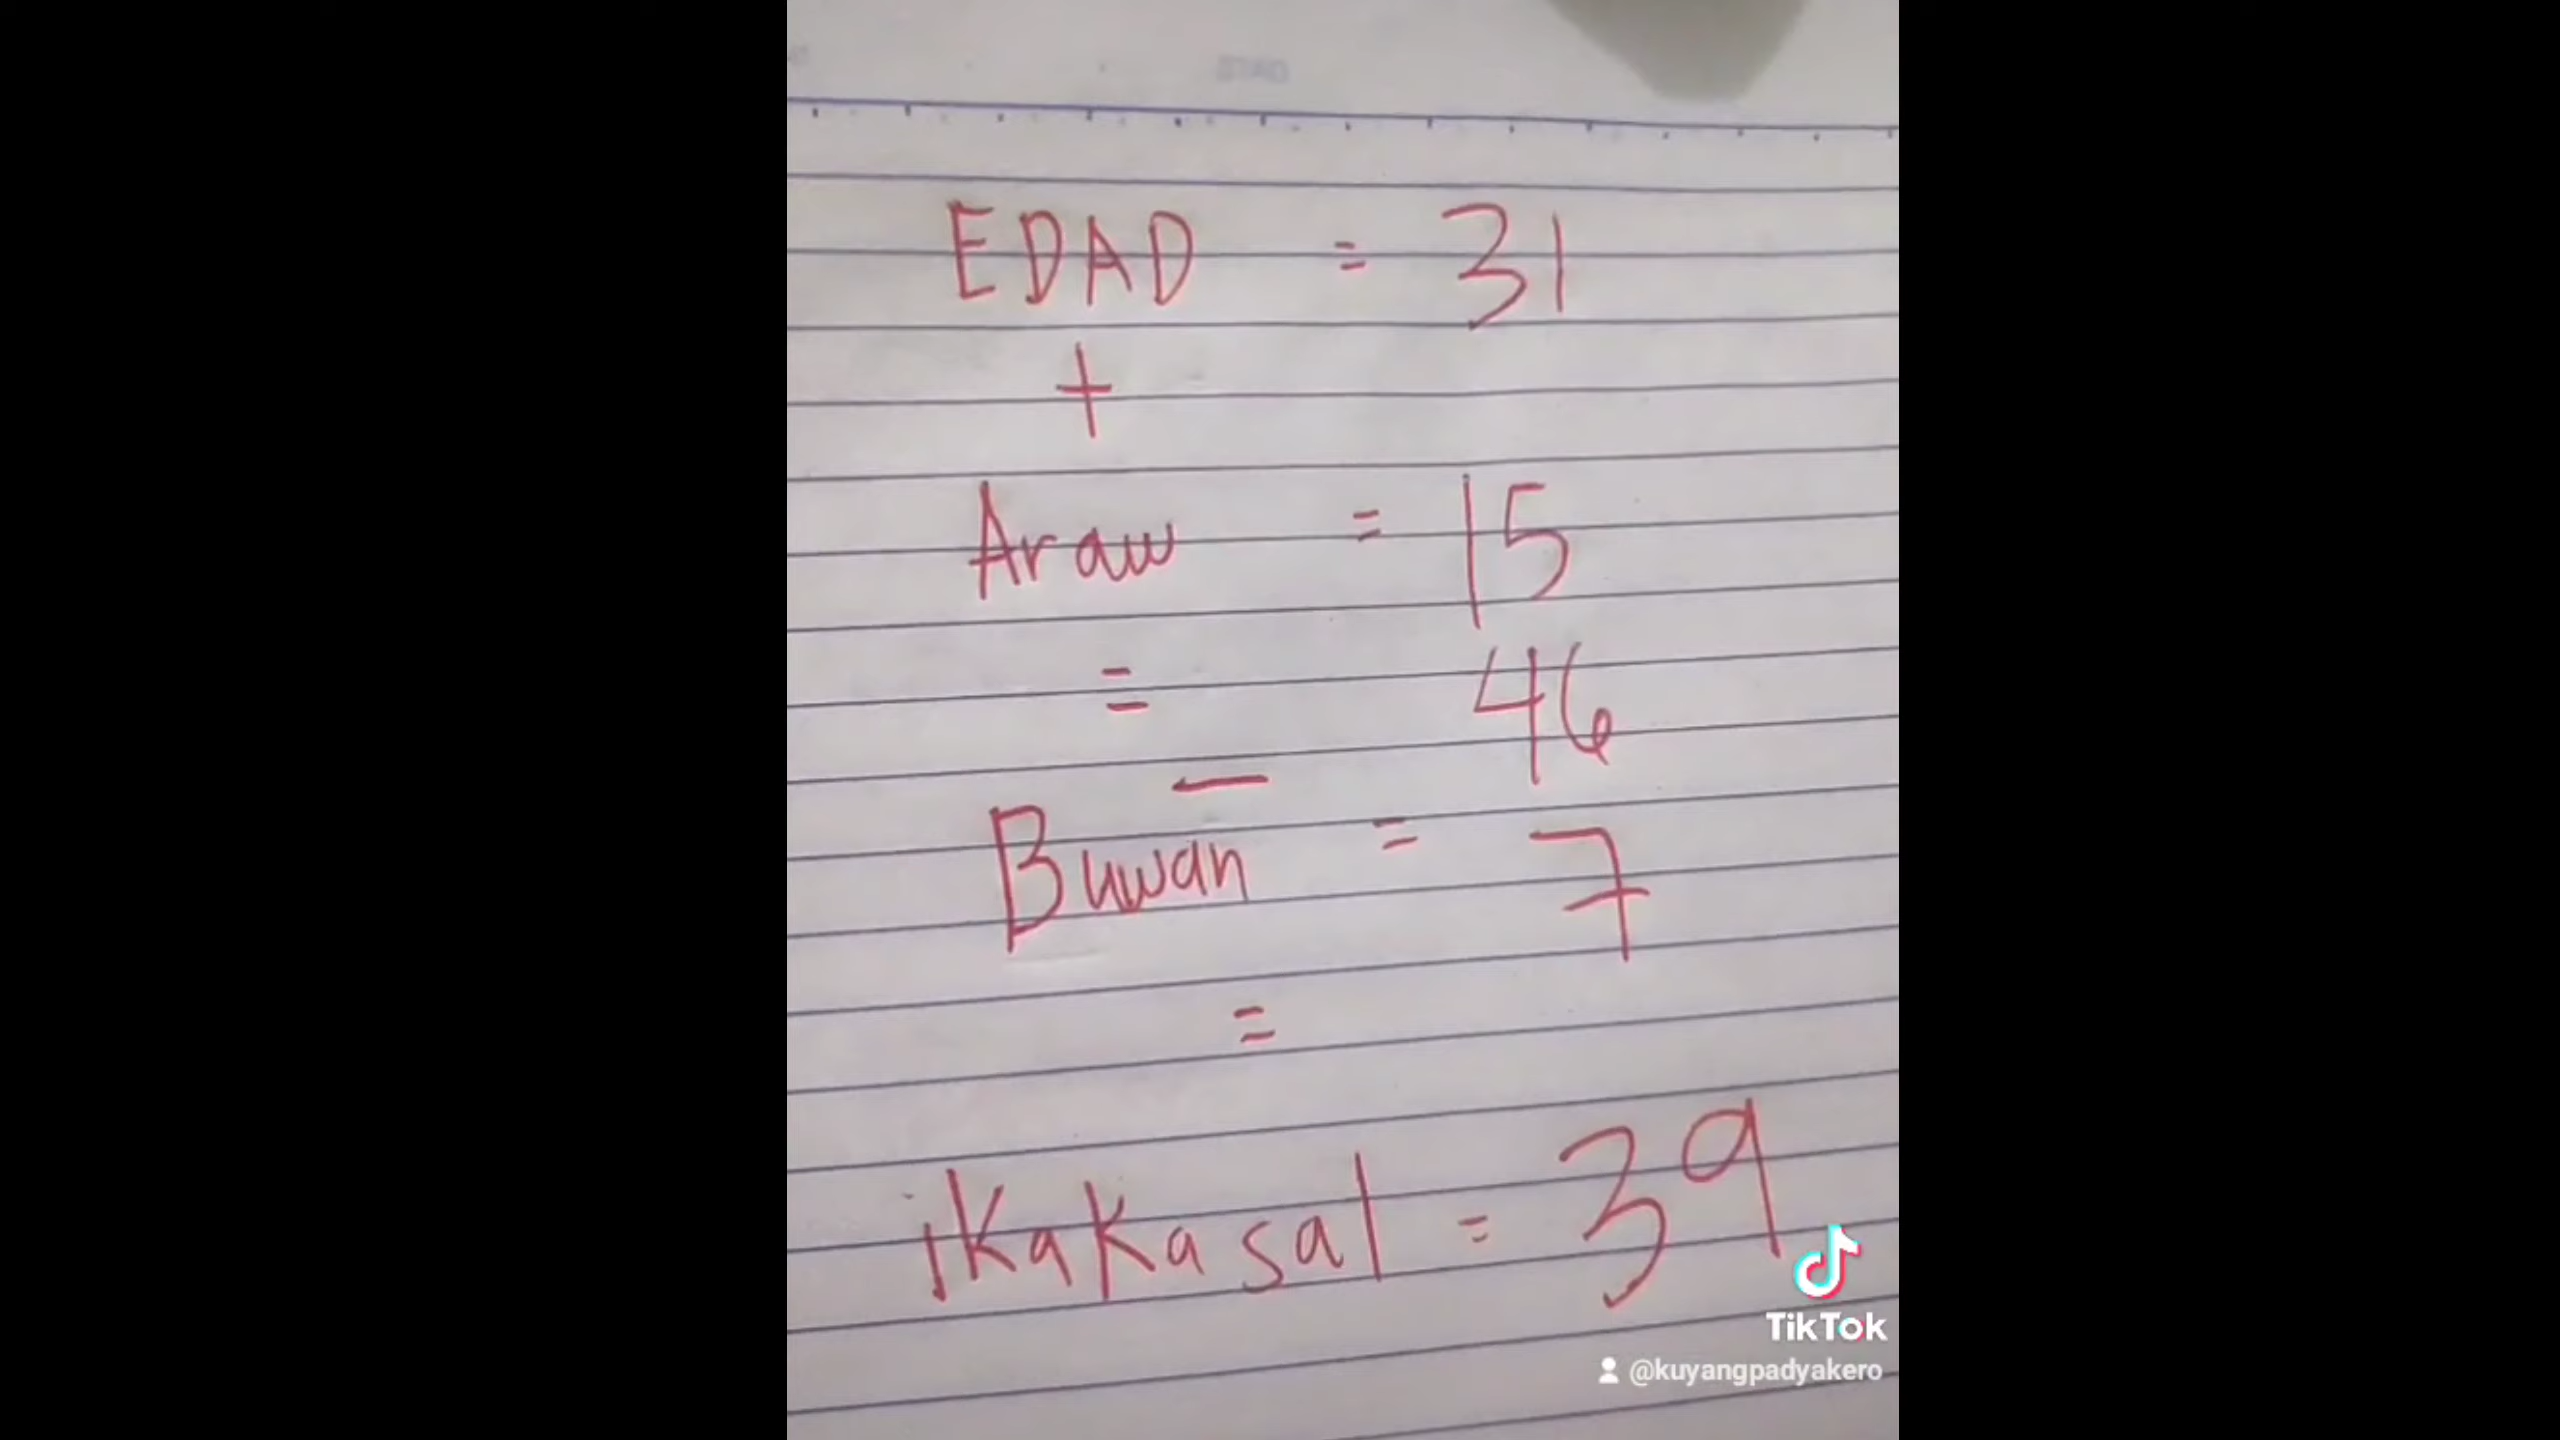 EDAD = 31
+
Araw = 15
= 46
-
Buwan = 7
=
ikakasal = 39
TikTok
@kuyangpadyakero